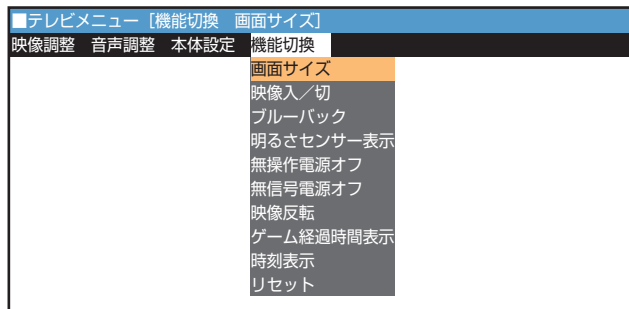 ■テレビメニュー［機能切換　画面サイズ］
映像調整　音声調整　本体設定　機能切換
画面サイズ
映像入／切
ブルーバック
明るさセンサー表示
無操作電源オフ
無信号電源オフ
映像反転
ゲーム経過時間表示
時刻表示
リセット